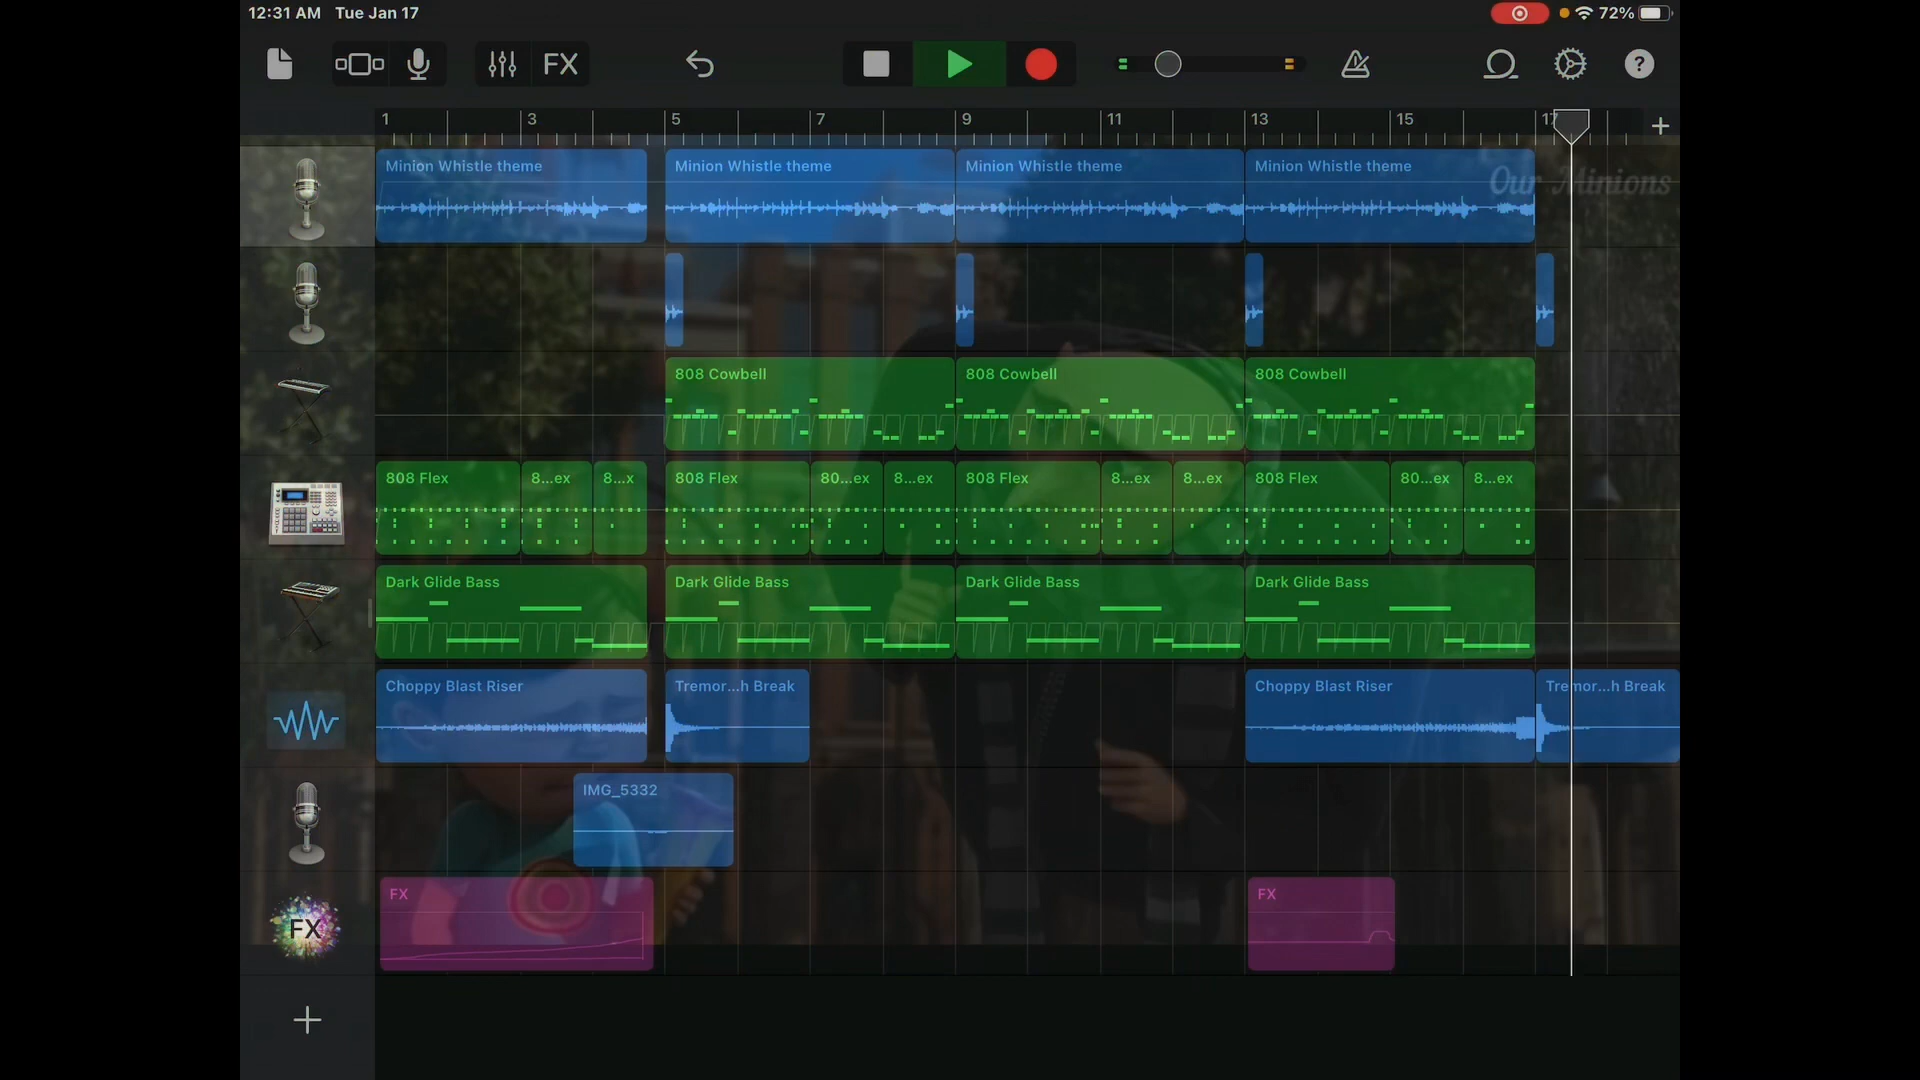 12:31 AM Tue Jan 17 72%
FX ?
1 3 5 7 9 11 13 15 17 +
Minion Whistle theme Minion Whistle theme Minion Whistle theme Minion Whistle theme
Our Minions
808 Cowbell 808 Cowbell 808 Cowbell
808 Flex 8...ex 8...x 808 Flex 80...ex 8...ex 808 Flex 8...ex 8...ex 808 Flex 80...ex 8...ex
Dark Glide Bass Dark Glide Bass Dark Glide Bass Dark Glide Bass
Choppy Blast Riser Tremor...h Break Choppy Blast Riser Tremor...h Break
IMG_5332
FX FX
FX
+